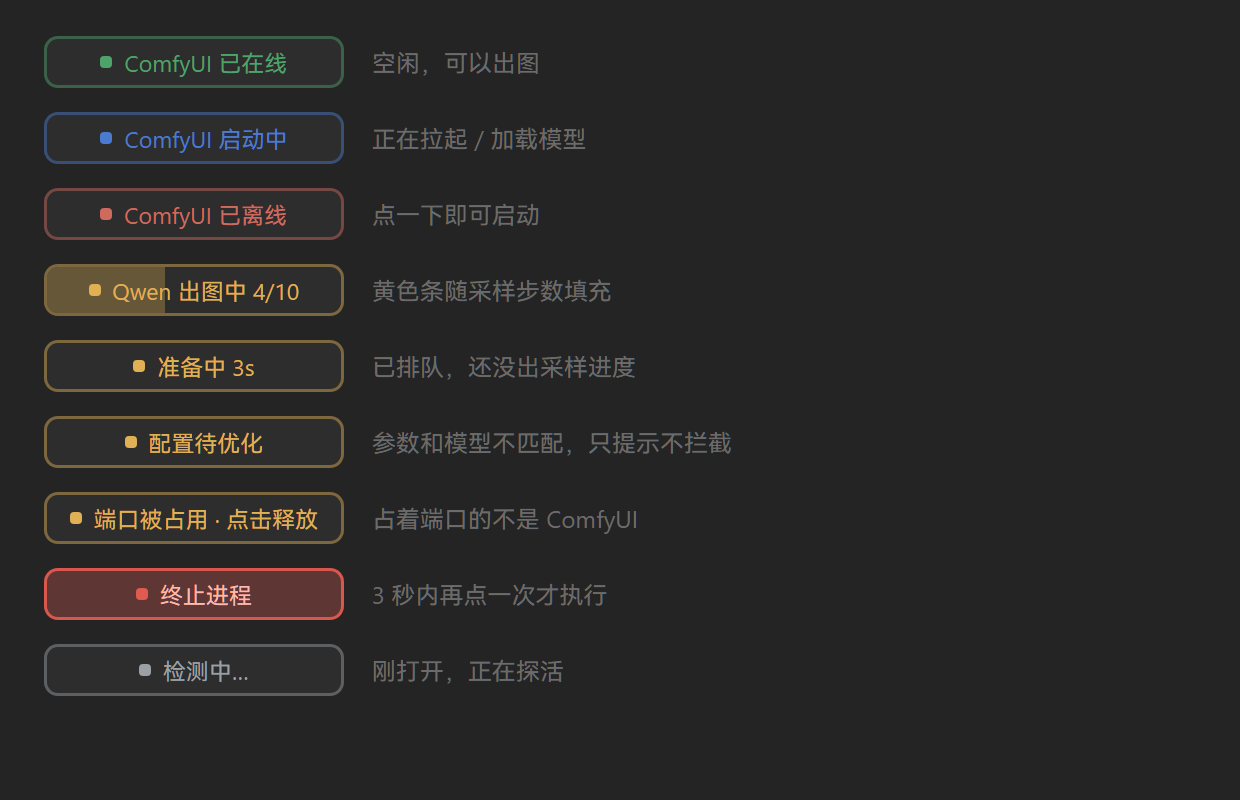 ComfyUI 已在线 空闲，可以出图
ComfyUI 启动中 正在拉起 / 加载模型
ComfyUI 已离线 点一下即可启动
Qwen 出图中 4/10 黄色条随采样步数填充
准备中 3s 已排队，还没出采样进度
配置待优化 参数和模型不匹配，只提示不拦截
端口被占用 · 点击释放 占着端口的不是 ComfyUI
终止进程 3 秒内再点一次才执行
检测中... 刚打开，正在探活